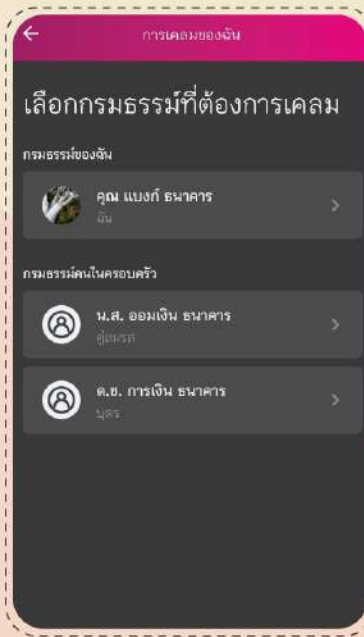 การเคลมของฉัน
เลือกกรมธรรม์ที่ต้องการเคลม
กรมธรรม์ของฉัน
คุณ แบงก์ ธนาคาร
ฉัน
กรมธรรม์คนในครอบครัว
น.ส. ออมเงิน ธนาคาร
คู่สมรส
ด.ช. การเงิน ธนาคาร
บุตร